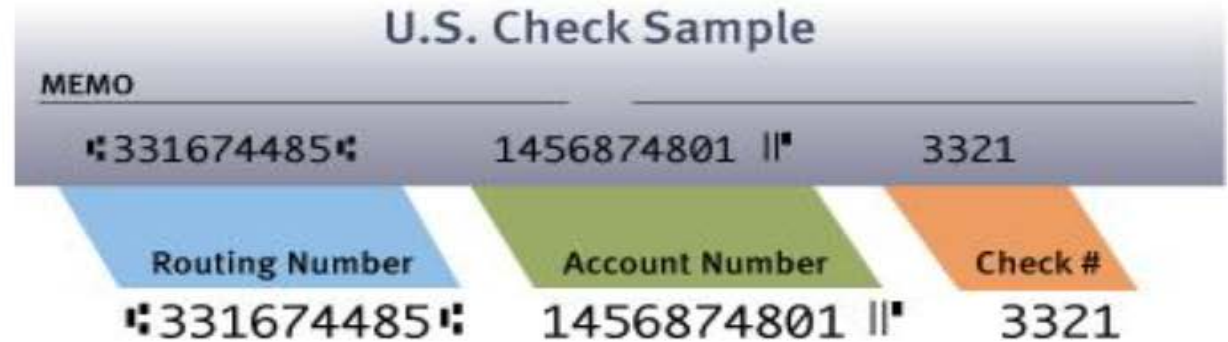 U.S. Check Sample
MEMO
⑆331674485⑆ 1456874801 ⑈ 3321
Routing Number Account Number Check #
⑆331674485⑆ 1456874801 ⑈ 3321